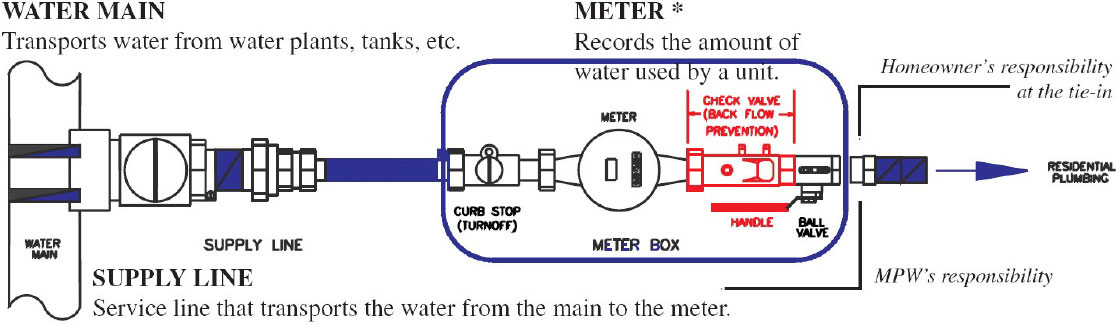 WATER MAIN
Transports water from water plants, tanks, etc.
METER *
Records the amount of
water used by a unit.
Homeowner's responsibility
at the tie-in
CHECK VALVE
(BACK FLOW
PREVENTION)
METER
RESIDENTIAL
PLUMBING
CURB STOP
(TURNOFF)
HANDLE
BALL
VALVE
WATER
MAIN
SUPPLY LINE
METER BOX
SUPPLY LINE
Service line that transports the water from the main to the meter.
MPW's responsibility